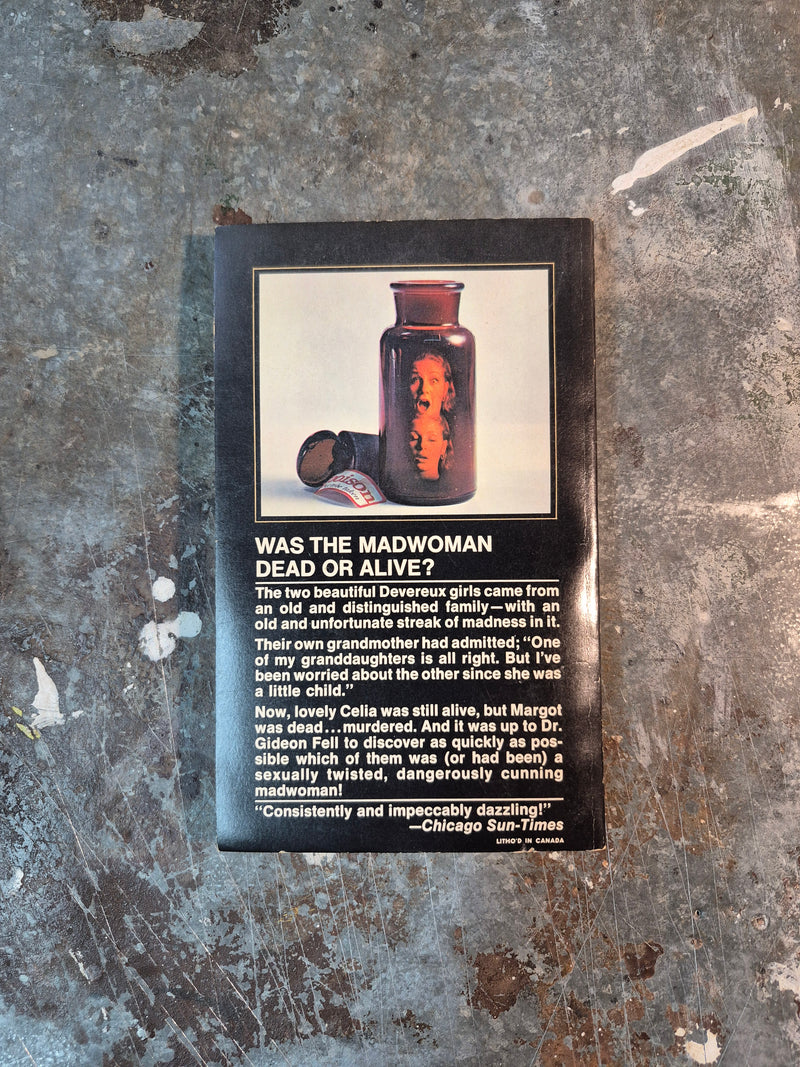 WAS THE MADWOMAN
DEAD OR ALIVE?
The two beautiful Devereux girls came from
an old and distinguished family—with an
old and unfortunate streak of madness in it.
Their own grandmother had admitted; “One
of my granddaughters is all right. But I’ve
been worried about the other since she was
a little child.”
Now, lovely Celia was still alive, but Margot
was dead...murdered. And it was up to Dr.
Gideon Fell to discover as quickly as pos-
sible which of them was (or had been) a
sexually twisted, dangerously cunning
madwoman!
“Consistently and impeccably dazzling!”
—Chicago Sun-Times
LITHO’D IN CANADA